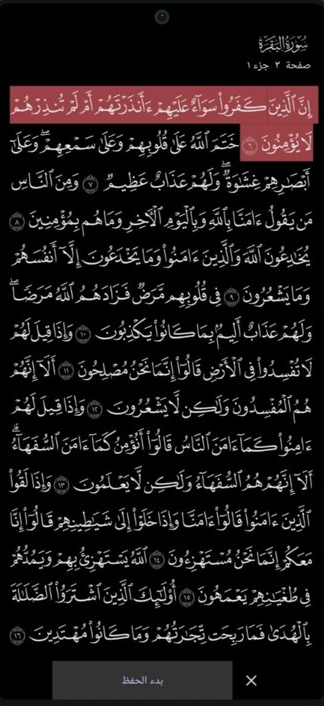 سُورَةُ البَقَرَةِ
صفحة ٣ جزء ١
إِنَّ ٱلَّذِينَ كَفَرُوا۟ سَوَآءٌ عَلَيْهِمْ ءَأَنذَرْتَهُمْ أَمْ لَمْ تُنذِرْهُمْ
لَا يُؤْمِنُونَ ٦ خَتَمَ ٱللَّهُ عَلَىٰ قُلُوبِهِمْ وَعَلَىٰ سَمْعِهِمْ ۖ وَعَلَىٰٓ
أَبْصَـٰرِهِمْ غِشَـٰوَةٌ ۖ وَلَهُمْ عَذَابٌ عَظِيمٌ ٧ وَمِنَ ٱلنَّاسِ
مَن يَقُولُ ءَامَنَّا بِٱللَّهِ وَبِٱلْيَوْمِ ٱلْـَٔاخِرِ وَمَا هُم بِمُؤْمِنِينَ ٨
يُخَـٰدِعُونَ ٱللَّهَ وَٱلَّذِينَ ءَامَنُوا۟ وَمَا يَخْدَعُونَ إِلَّآ أَنفُسَهُمْ
وَمَا يَشْعُرُونَ ٩ فِى قُلُوبِهِم مَّرَضٌ فَزَادَهُمُ ٱللَّهُ مَرَضًا ۖ
وَلَهُمْ عَذَابٌ أَلِيمٌۢ بِمَا كَانُوا۟ يَكْذِبُونَ ١٠ وَإِذَا قِيلَ لَهُمْ
لَا تُفْسِدُوا۟ فِى ٱلْأَرْضِ قَالُوٓا۟ إِنَّمَا نَحْنُ مُصْلِحُونَ ١١ أَلَآ إِنَّهُمْ
هُمُ ٱلْمُفْسِدُونَ وَلَـٰكِن لَّا يَشْعُرُونَ ١٢ وَإِذَا قِيلَ لَهُمْ
ءَامِنُوا۟ كَمَآ ءَامَنَ ٱلنَّاسُ قَالُوٓا۟ أَنُؤْمِنُ كَمَآ ءَامَنَ ٱلسُّفَهَآءُ ۗ
أَلَآ إِنَّهُمْ هُمُ ٱلسُّفَهَآءُ وَلَـٰكِن لَّا يَعْلَمُونَ ١٣ وَإِذَا لَقُوا۟
ٱلَّذِينَ ءَامَنُوا۟ قَالُوٓا۟ ءَامَنَّا وَإِذَا خَلَوْا۟ إِلَىٰ شَيَـٰطِينِهِمْ قَالُوٓا۟ إِنَّا
مَعَكُمْ إِنَّمَا نَحْنُ مُسْتَهْزِءُونَ ١٤ ٱللَّهُ يَسْتَهْزِئُ بِهِمْ وَيَمُدُّهُمْ
فِى طُغْيَـٰنِهِمْ يَعْمَهُونَ ١٥ أُو۟لَـٰٓئِكَ ٱلَّذِينَ ٱشْتَرَوُا۟ ٱلضَّلَـٰلَةَ
بِٱلْهُدَىٰ فَمَا رَبِحَت تِّجَـٰرَتُهُمْ وَمَا كَانُوا۟ مُهْتَدِينَ ١٦
بدء الحفظ